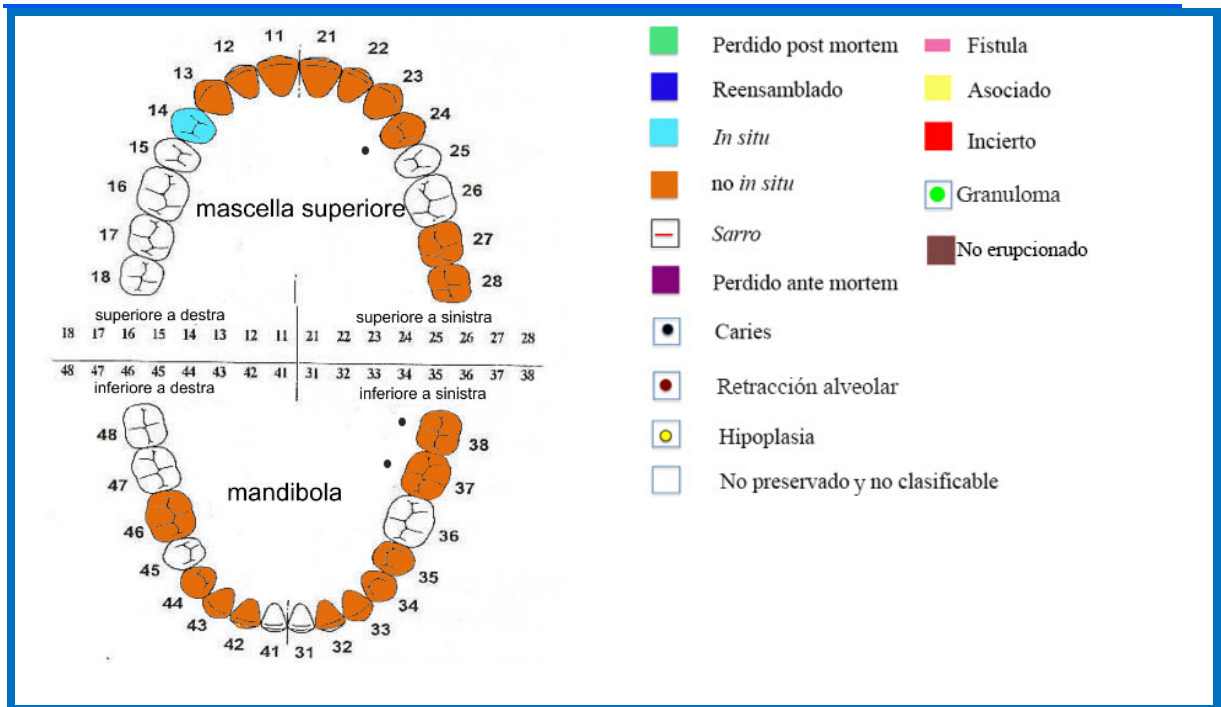 11 21
12 22
13 23
14 24
15 25
16 26
mascella superiore
17 27
18 28
superiore a destra superiore a sinistra
18 17 16 15 14 13 12 11 21 22 23 24 25 26 27 28
48 47 46 45 44 43 42 41 31 32 33 34 35 36 37 38
inferiore a destra inferiore a sinistra
48 38
47 37
mandibola
46 36
45 35
44 34
43 33
42 41 31 32
Perdido post mortem
Reensamblado
In situ
no in situ
Sarro
Perdido ante mortem
Caries
Retracción alveolar
Hipoplasia
No preservado y no clasificable
Fistula
Asociado
Incierto
Granuloma
No erupcionado